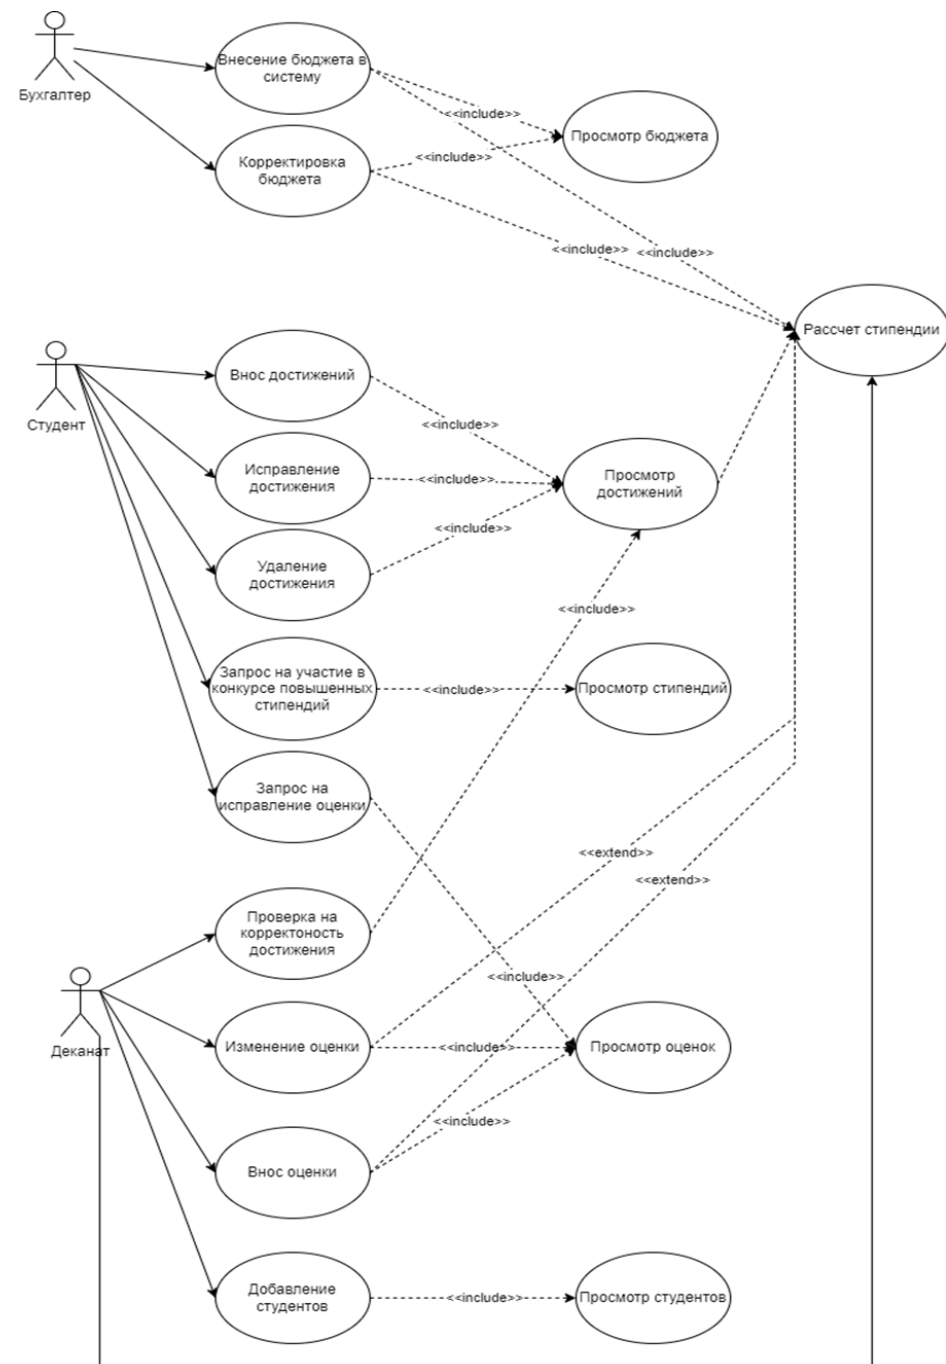 Внесение бюджета в
систему
Бухгалтер
<<include>>
Просмотр бюджета
<<include>>
Корректировка
бюджета
<<include>>
<<include>>
Рассчет стипендии
Студент
Внос достижений
<<include>>
Исправление
достижения
<<include>>
Просмотр
достижений
<<include>>
Удаление
достижения
<<include>>
Запрос на участие в
конкурсе повышенных
стипендий
<<include>>
Просмотр стипендий
Запрос на
исправление оценки
<<extend>>
<<extend>>
Проверка на
корректоность
достижения
<<include>>
Деканат
Изменение оценки
<<include>>
Просмотр оценок
<<include>>
Внос оценки
Добавление
студентов
<<include>>
Просмотр студентов